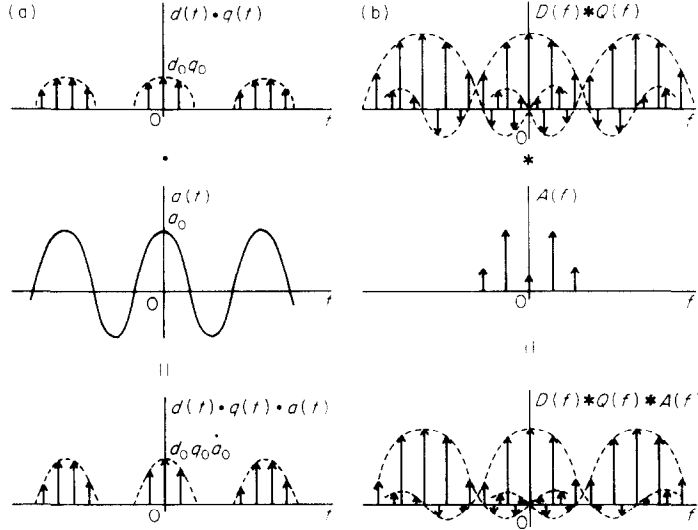 (a)
d(t)•q(t)
d₀q₀
O
t
•
a(t)
a₀
O
t
=
d(t)•q(t)•a(t)
d₀q₀a₀
O
t
(b)
D(f)*Q(f)
O
f
*
A(f)
O
f
=
D(f)*Q(f)*A(f)
O
f